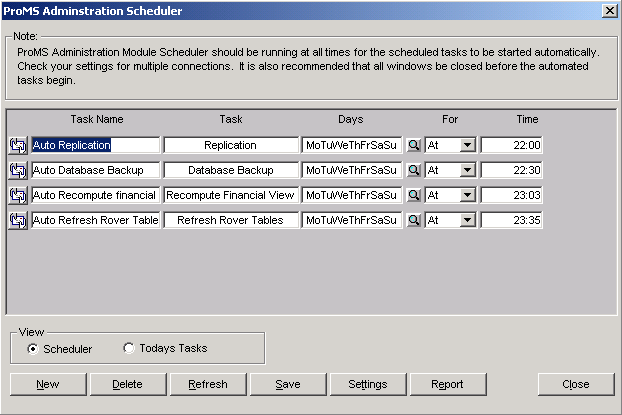 ProMS Adminstration Scheduler
Note:
ProMS Administration Module Scheduler should be running at all times for the scheduled tasks to be started automatically.
Check your settings for multiple connections. It is also recommended that all windows be closed before the automated
tasks begin.
Task Name Task Days For Time
Auto Replication Replication MoTuWeThFrSaSu At 22:00
Auto Database Backup Database Backup MoTuWeThFrSaSu At 22:30
Auto Recompute financial Recompute Financial View MoTuWeThFrSaSu At 23:03
Auto Refresh Rover Table Refresh Rover Tables MoTuWeThFrSaSu At 23:35
View
Scheduler Todays Tasks
New Delete Refresh Save Settings Report Close